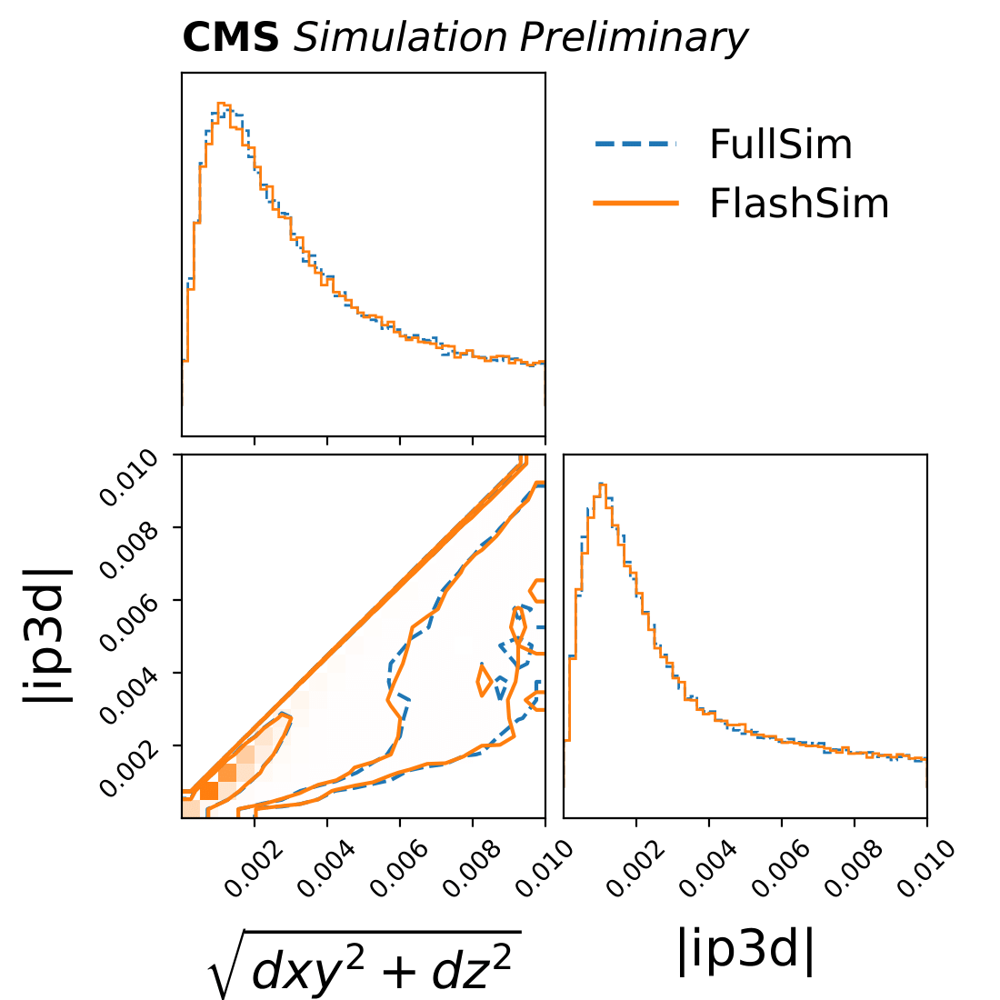 CMS Simulation Preliminary
FullSim
FlashSim
0.010
0.008
0.006
0.004
0.002
|ip3d|
0.002 0.004 0.006 0.008 0.010
0.002 0.004 0.006 0.008 0.010
√dxy² + dz²
|ip3d|